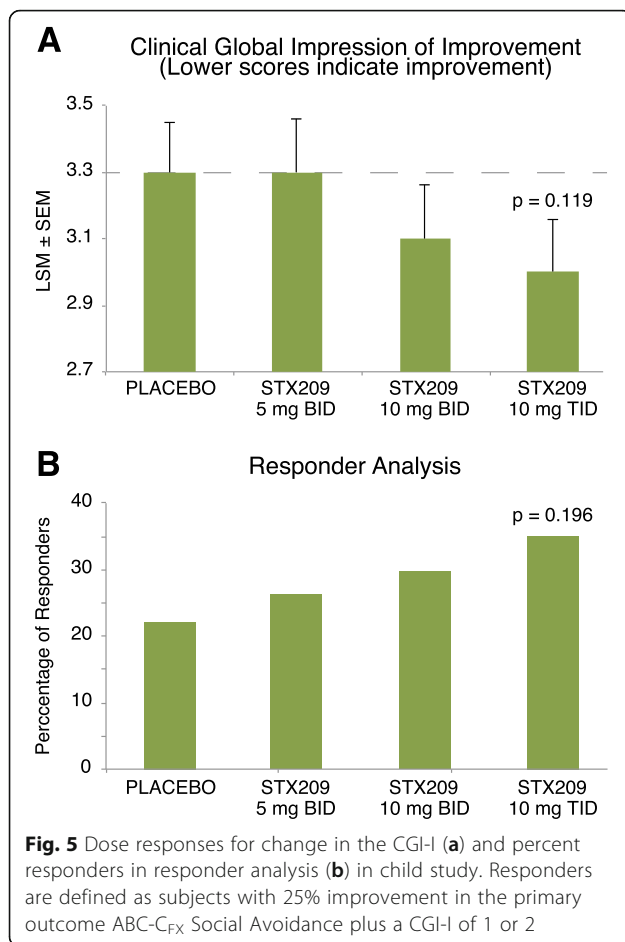 A
Clinical Global Impression of Improvement
(Lower scores indicate improvement)
3.5
3.3
3.1
2.9
2.7
LSM ± SEM
p = 0.119
PLACEBO
STX209
5 mg BID
STX209
10 mg BID
STX209
10 mg TID
B
Responder Analysis
40
30
20
10
0
Perccentage of Responders
p = 0.196
PLACEBO
STX209
5 mg BID
STX209
10 mg BID
STX209
10 mg TID
Fig. 5 Dose responses for change in the CGI-I (a) and percent
responders in responder analysis (b) in child study. Responders
are defined as subjects with 25% improvement in the primary
outcome ABC-CFX Social Avoidance plus a CGI-I of 1 or 2